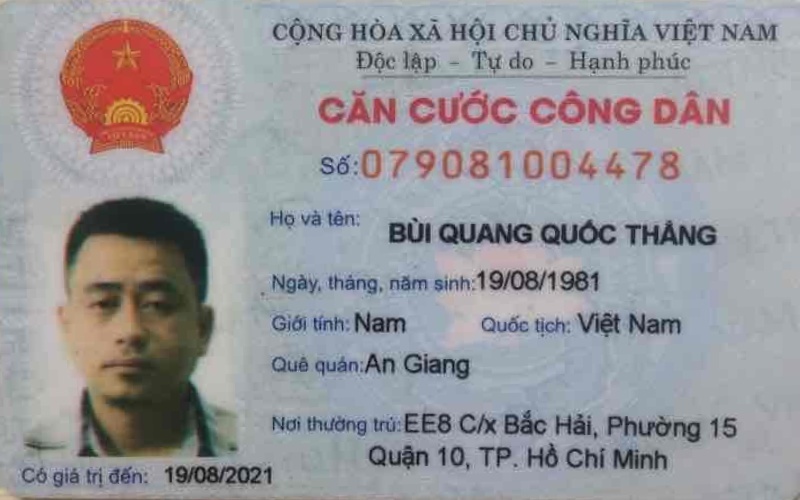 CỘNG HÒA XÃ HỘI CHỦ NGHĨA VIỆT NAM
Độc lập - Tự do - Hạnh phúc
CĂN CƯỚC CÔNG DÂN
Số: 079081004478
Họ và tên: BÙI QUANG QUỐC THẮNG
Ngày, tháng, năm sinh: 19/08/1981
Giới tính: Nam Quốc tịch: Việt Nam
Quê quán: An Giang
Nơi thường trú: EE8 C/x Bắc Hải, Phường 15
Quận 10, TP. Hồ Chí Minh
Có giá trị đến: 19/08/2021